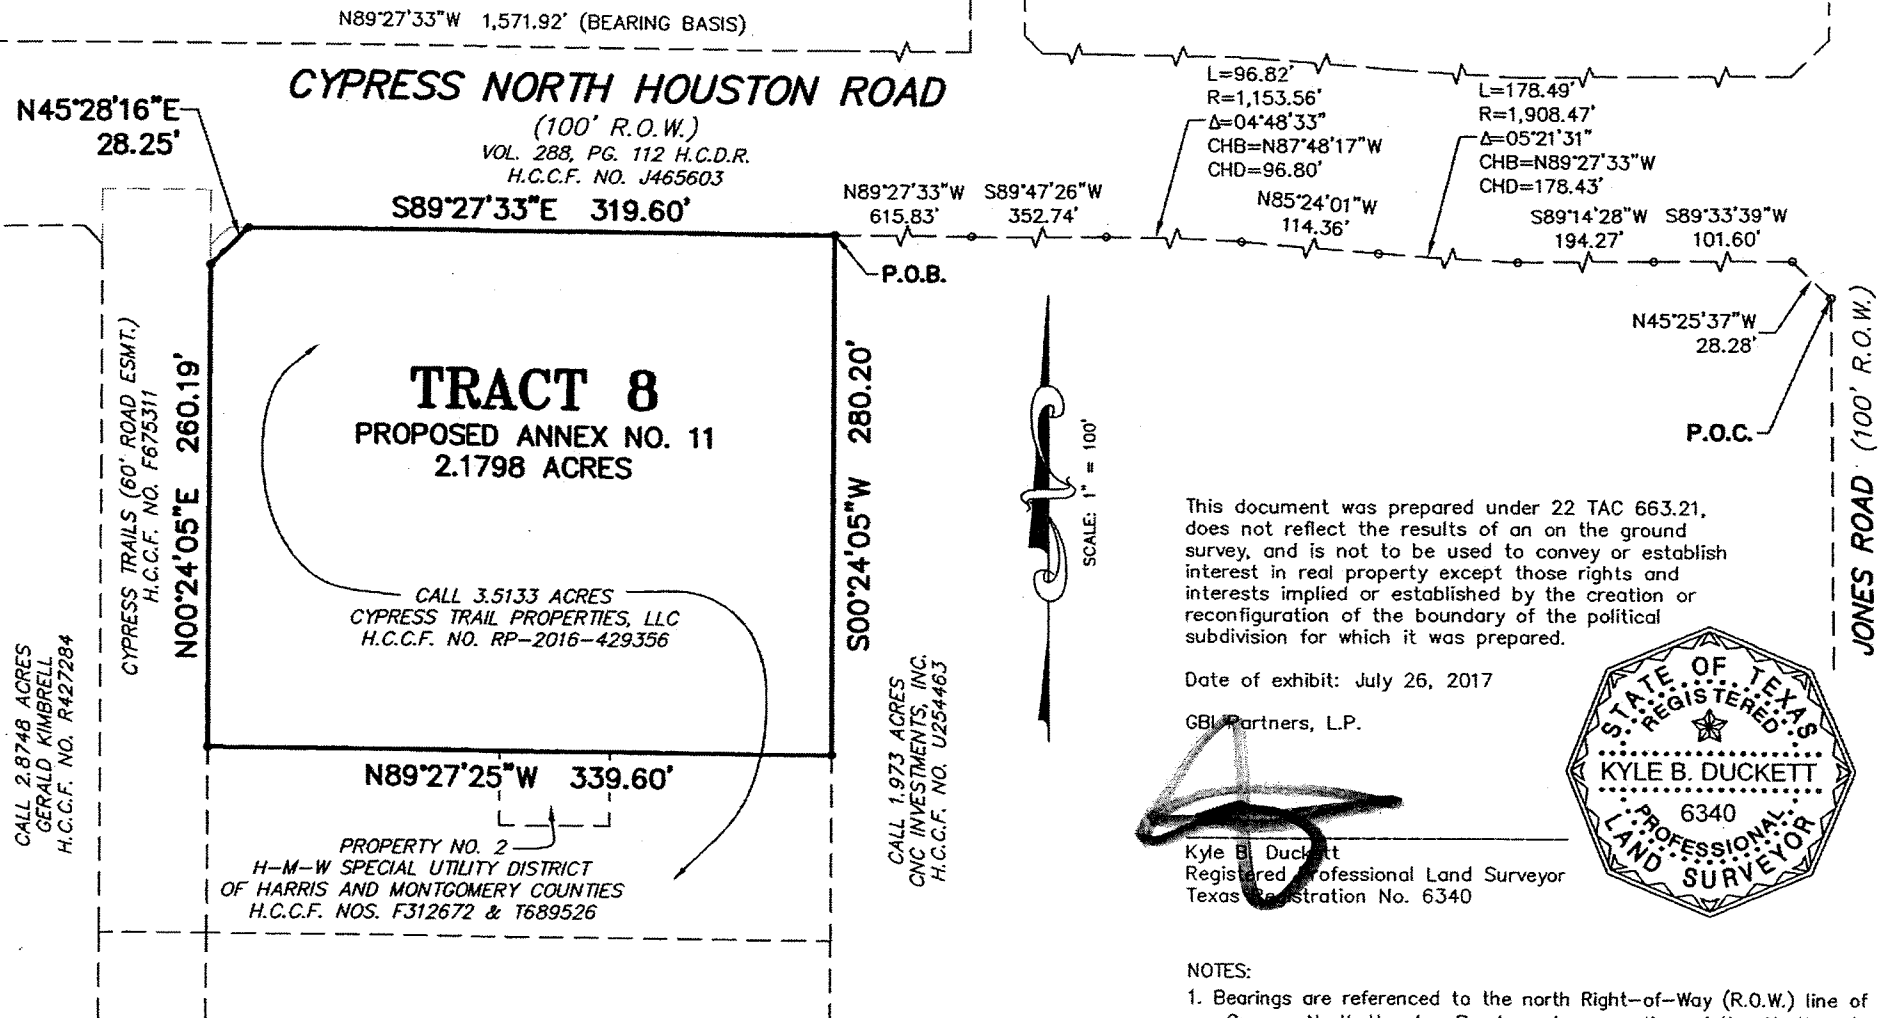 N89°27'33"W 1,571.92' (BEARING BASIS)
CYPRESS NORTH HOUSTON ROAD
(100' R.O.W.)
VOL. 288, PG. 112 H.C.D.R.
H.C.C.F. NO. J465603
N45°28'16"E
28.25'
S89°27'33"E 319.60'
N89°27'33"W
615.83'
S89°47'26"W
352.74'
L=96.82'
R=1,153.56'
Δ=04°48'33"
CHB=N87°48'17"W
CHD=96.80'
N85°24'01"W
114.36'
L=178.49'
R=1,908.47'
Δ=05°21'31"
CHB=N89°27'33"W
CHD=178.43'
S89°14'28"W
194.27'
S89°33'39"W
101.60'
P.O.B.
N45°25'37"W
28.28'
P.O.C.
JONES ROAD (100' R.O.W.)
CYPRESS TRAILS (60' ROAD ESMT.)
H.C.C.F. NO. F675311
N00°24'05"E 260.19'
TRACT 8
PROPOSED ANNEX NO. 11
2.1798 ACRES
S00°24'05"W 280.20'
SCALE: 1" = 100'
CALL 3.5133 ACRES
CYPRESS TRAIL PROPERTIES, LLC
H.C.C.F. NO. RP-2016-429356
CALL 2.8748 ACRES
GERALD KIMBRELL
H.C.C.F. NO. R427284
CALL 1.973 ACRES
CNC INVESTMENTS, INC.
H.C.C.F. NO. U254463
N89°27'25"W 339.60'
PROPERTY NO. 2
H-M-W SPECIAL UTILITY DISTRICT
OF HARRIS AND MONTGOMERY COUNTIES
H.C.C.F. NOS. F312672 & T689526
This document was prepared under 22 TAC 663.21,
does not reflect the results of an on the ground
survey, and is not to be used to convey or establish
interest in real property except those rights and
interests implied or established by the creation or
reconfiguration of the boundary of the political
subdivision for which it was prepared.
Date of exhibit: July 26, 2017
GBI Partners, L.P.
Kyle B. Duckett
Registered Professional Land Surveyor
Texas Registration No. 6340
STATE OF TEXAS
REGISTERED
KYLE B. DUCKETT
6340
PROFESSIONAL
LAND SURVEYOR
NOTES:
1. Bearings are referenced to the north Right-of-Way (R.O.W.) line of